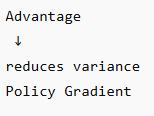 Advantage
↓
reduces variance
Policy Gradient